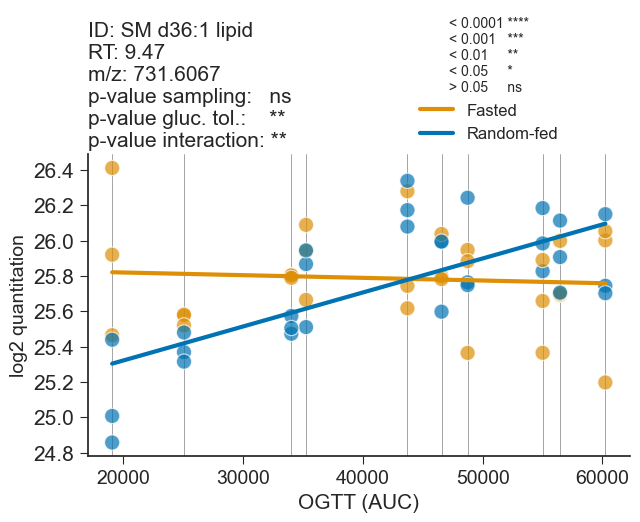 ID: SM d36:1 lipid
RT: 9.47
m/z: 731.6067
p-value sampling: ns
p-value gluc. tol.: **
p-value interaction: **
< 0.0001 ****
< 0.001 ***
< 0.01 **
< 0.05 *
> 0.05 ns
Fasted
Random-fed
log2 quantitation
26.4
26.2
26.0
25.8
25.6
25.4
25.2
25.0
24.8
20000 30000 40000 50000 60000
OGTT (AUC)